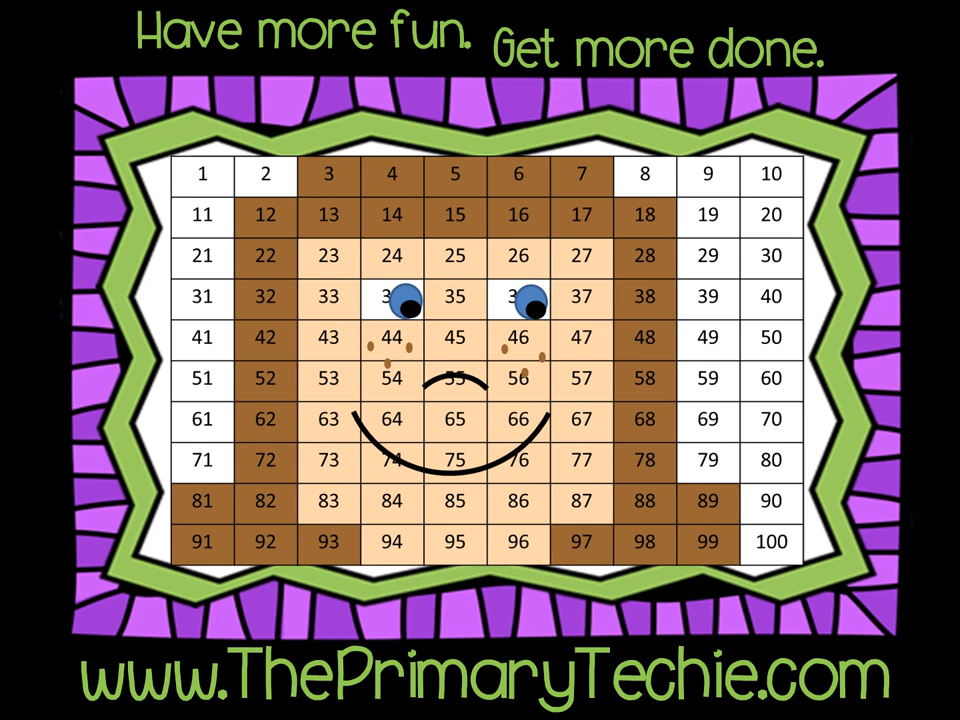 Have more fun. Get more done.
1 2 3 4 5 6 7 8 9 10
11 12 13 14 15 16 17 18 19 20
21 22 23 24 25 26 27 28 29 30
31 32 33 35 37 38 39 40
41 42 43 44 45 46 47 48 49 50
51 52 53 54 55 56 57 58 59 60
61 62 63 64 65 66 67 68 69 70
71 72 73 74 75 76 77 78 79 80
81 82 83 84 85 86 87 88 89 90
91 92 93 94 95 96 97 98 99 100
www.ThePrimaryTechie.com